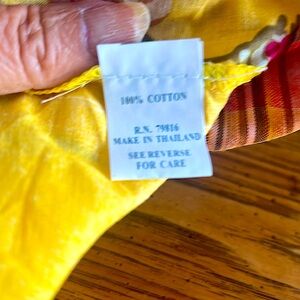 100% COTTON
R.N. 79816
MAKE IN THAILAND
SEE REVERSE
FOR CARE